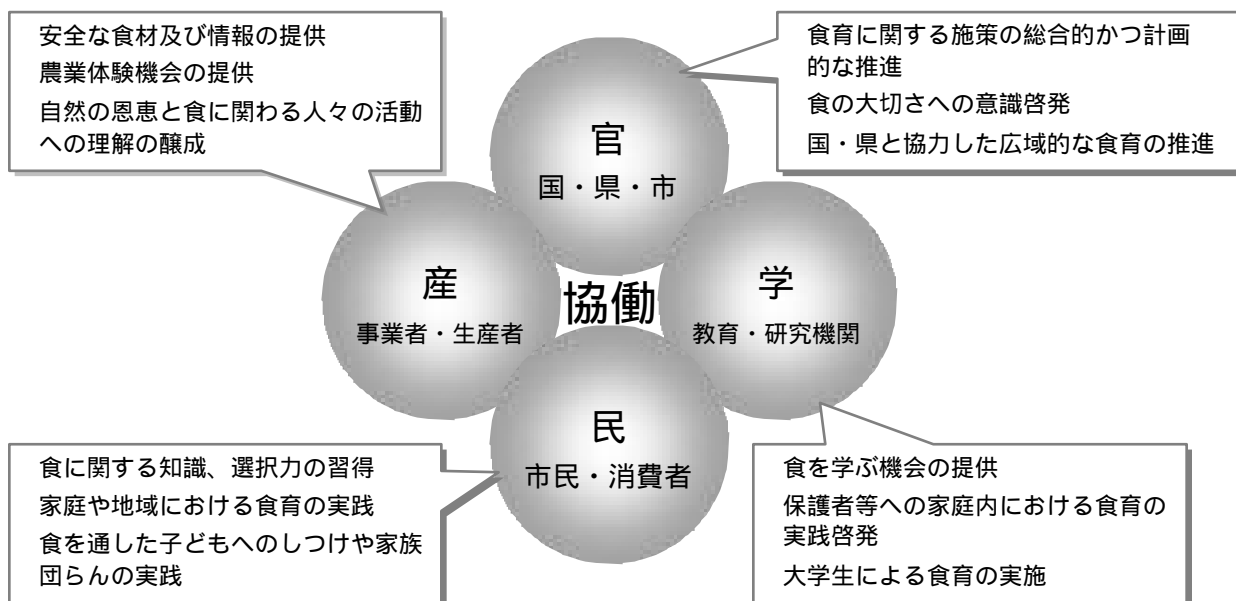 安全な食材及び情報の提供
農業体験機会の提供
自然の恩恵と食に関わる人々の活動
への理解の醸成
食育に関する施策の総合的かつ計画
的な推進
食の大切さへの意識啓発
国・県と協力した広域的な食育の推進
官
国・県・市
産
事業者・生産者
協働
学
教育・研究機関
民
市民・消費者
食に関する知識、選択力の習得
家庭や地域における食育の実践
食を通した子どもへのしつけや家族
団らんの実践
食を学ぶ機会の提供
保護者等への家庭内における食育の
実践啓発
大学生による食育の実施